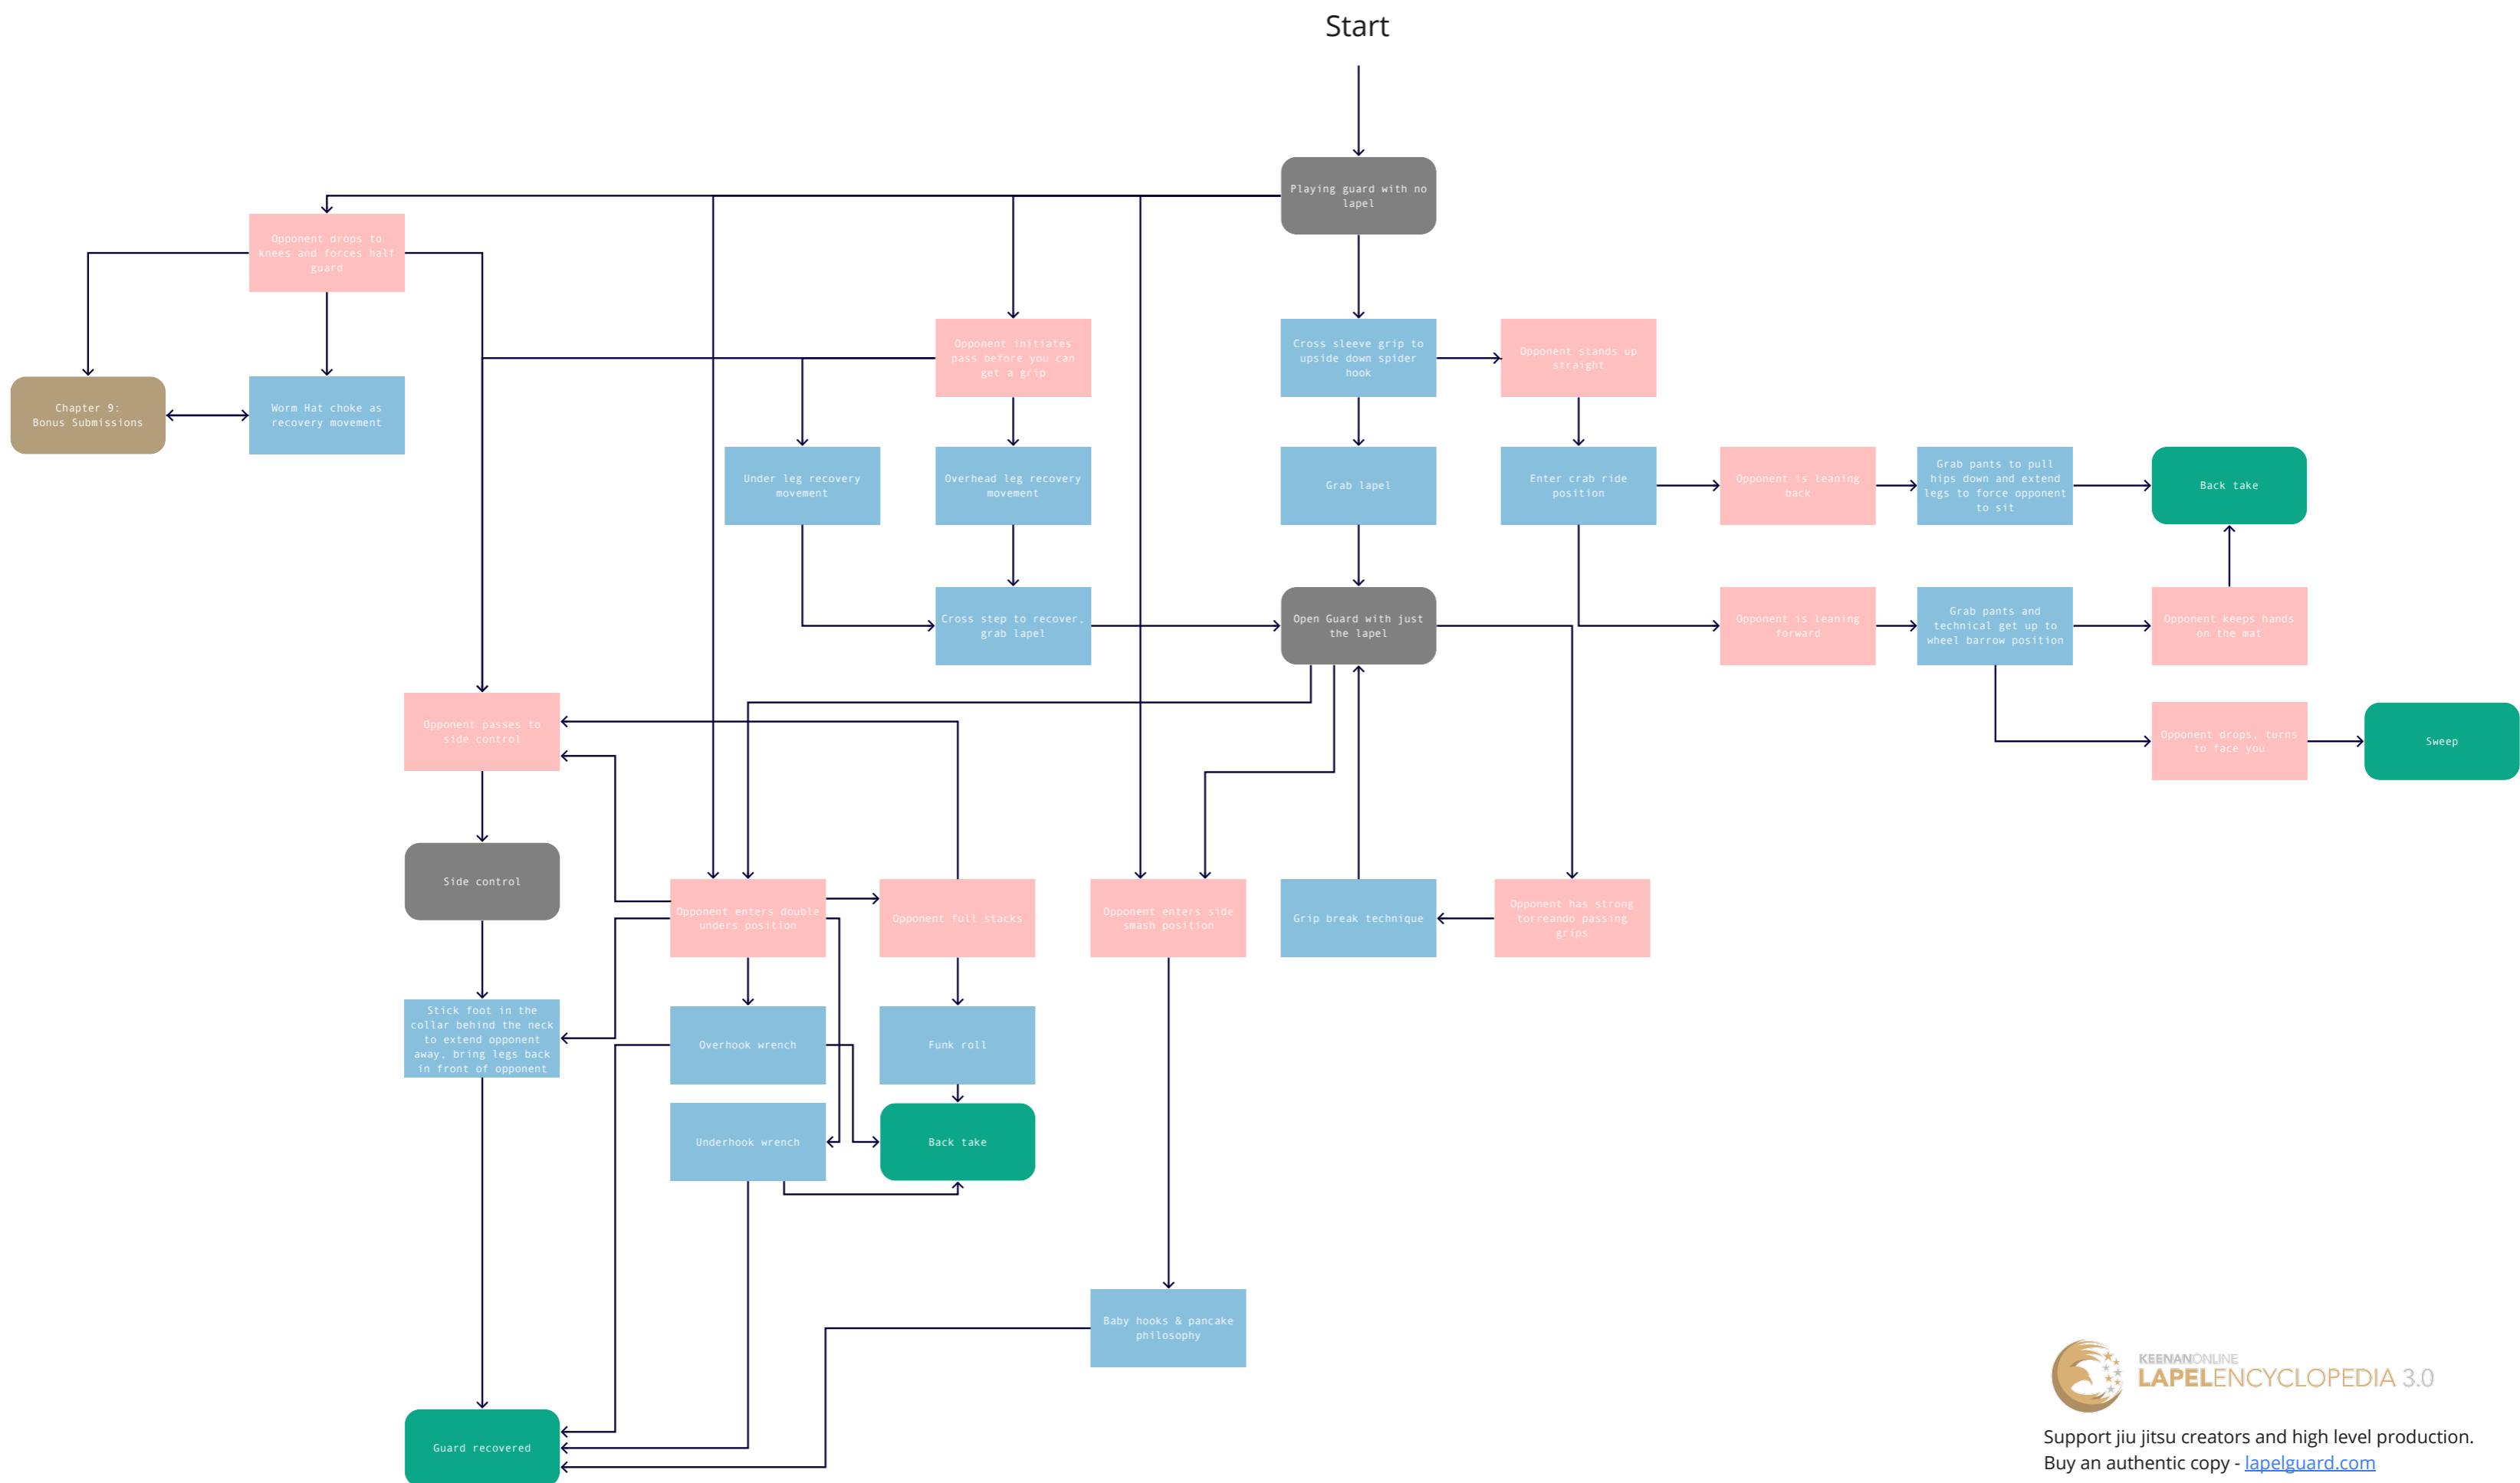 Start
Playing guard with no
lapel
Opponent drops to
knees and forces half
guard
Opponent initiates
pass before you can
get a grip
Cross sleeve grip to
upside down spider
hook
Opponent stands up
straight
Chapter 9:
Bonus Submissions
Worm Hat choke as
recovery movement
Under leg recovery
movement
Overhead leg recovery
movement
Grab lapel
Enter crab ride
position
Opponent is leaning
back
Grab pants to pull
hips down and extend
legs to force opponent
to sit
Back take
Cross step to recover,
grab lapel
Open Guard with just
the lapel
Opponent is leaning
forward
Grab pants and
technical get up to
wheel barrow position
Opponent keeps hands
on the mat
Opponent passes to
side control
Opponent drops, turns
to face you
Sweep
Side control
Opponent enters double
unders position
Opponent full stacks
Opponent enters side
smash position
Grip break technique
Opponent has strong
torreando passing
grips
Stick foot in the
collar behind the neck
to extend opponent
away, bring legs back
in front of opponent
Overhook wrench
Funk roll
Underhook wrench
Back take
Baby hooks & pancake
philosophy
Guard recovered
KEENANONLINE
LAPELENCYCLOPEDIA 3.0
Support jiu jitsu creators and high level production.
Buy an authentic copy - lapelguard.com